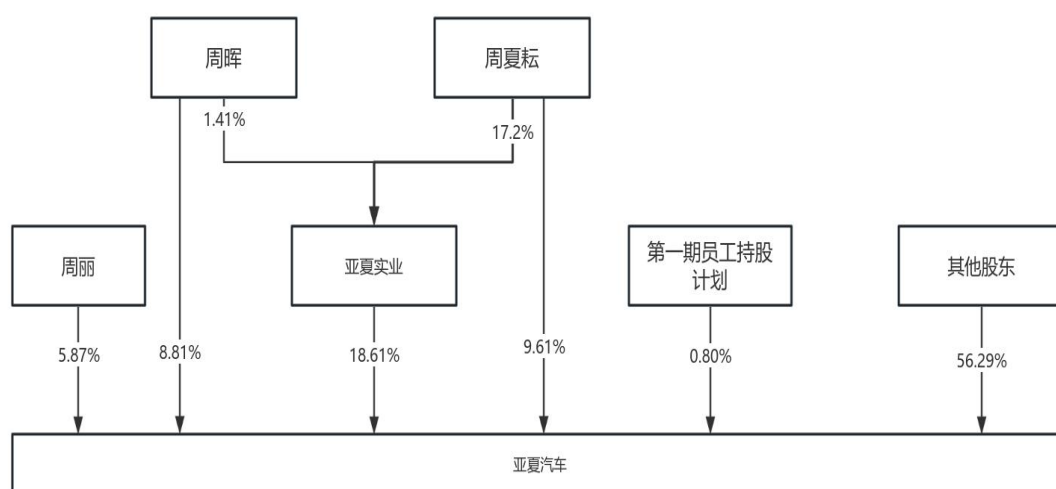 周晖
周夏耘
1.41%
17.2%
周丽
亚夏实业
第一期员工持股
计划
其他股东
5.87%
8.81%
18.61%
9.61%
0.80%
56.29%
亚夏汽车